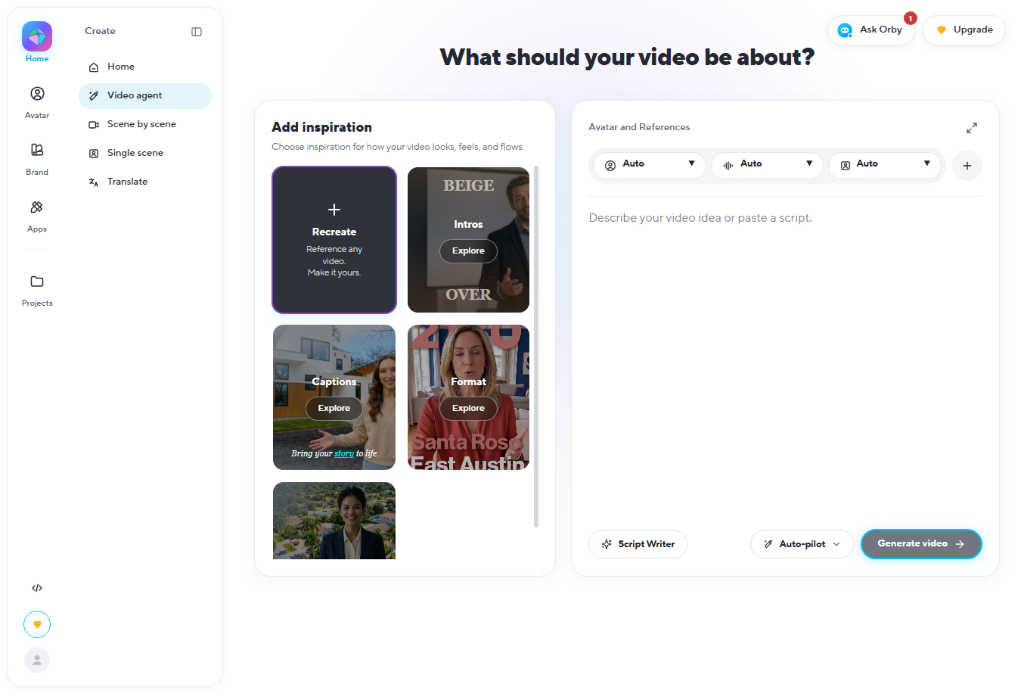 Home
Avatar
Brand
Apps
Projects
Create
Home
Video agent
Scene by scene
Single scene
Translate
Ask Orby
1
Upgrade
What should your video be about?
Add inspiration
Choose inspiration for how your video looks, feels, and flows.
Recreate
Reference any
video.
Make it yours.
BEIGE
Intros
Explore
OVER
Captions
Explore
Bring your story to life
Format
Explore
Santa Rosa
East Austin
Avatar and References
Auto
Auto
Auto
Describe your video idea or paste a script.
Script Writer
Auto-pilot
Generate video